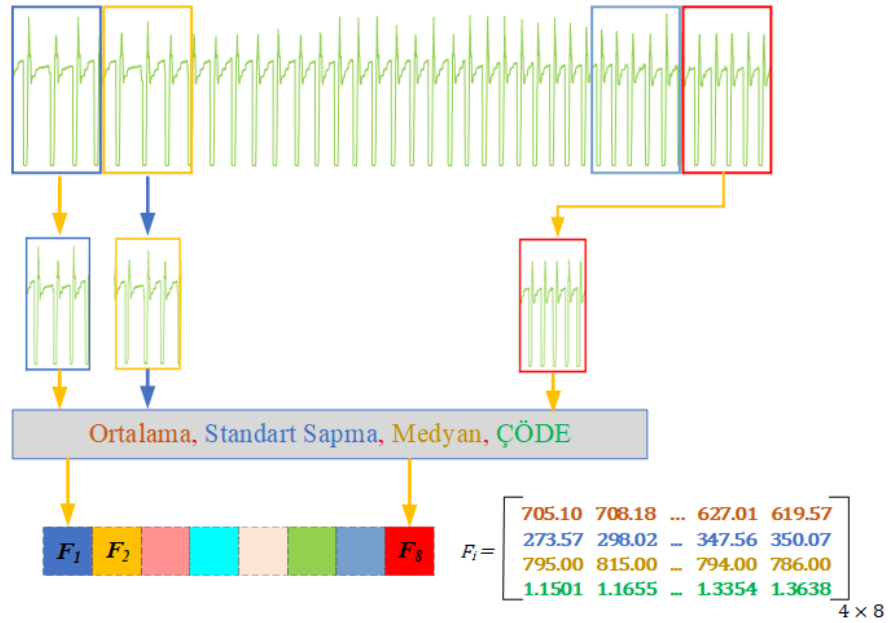 Ortalama, Standart Sapma, Medyan, ÇÖDE
F₁ F₂ F₈
Fᵢ =
705.10 708.18 ... 627.01 619.57
273.57 298.02 ... 347.56 350.07
795.00 815.00 ... 794.00 786.00
1.1501 1.1655 ... 1.3354 1.3638
4 × 8